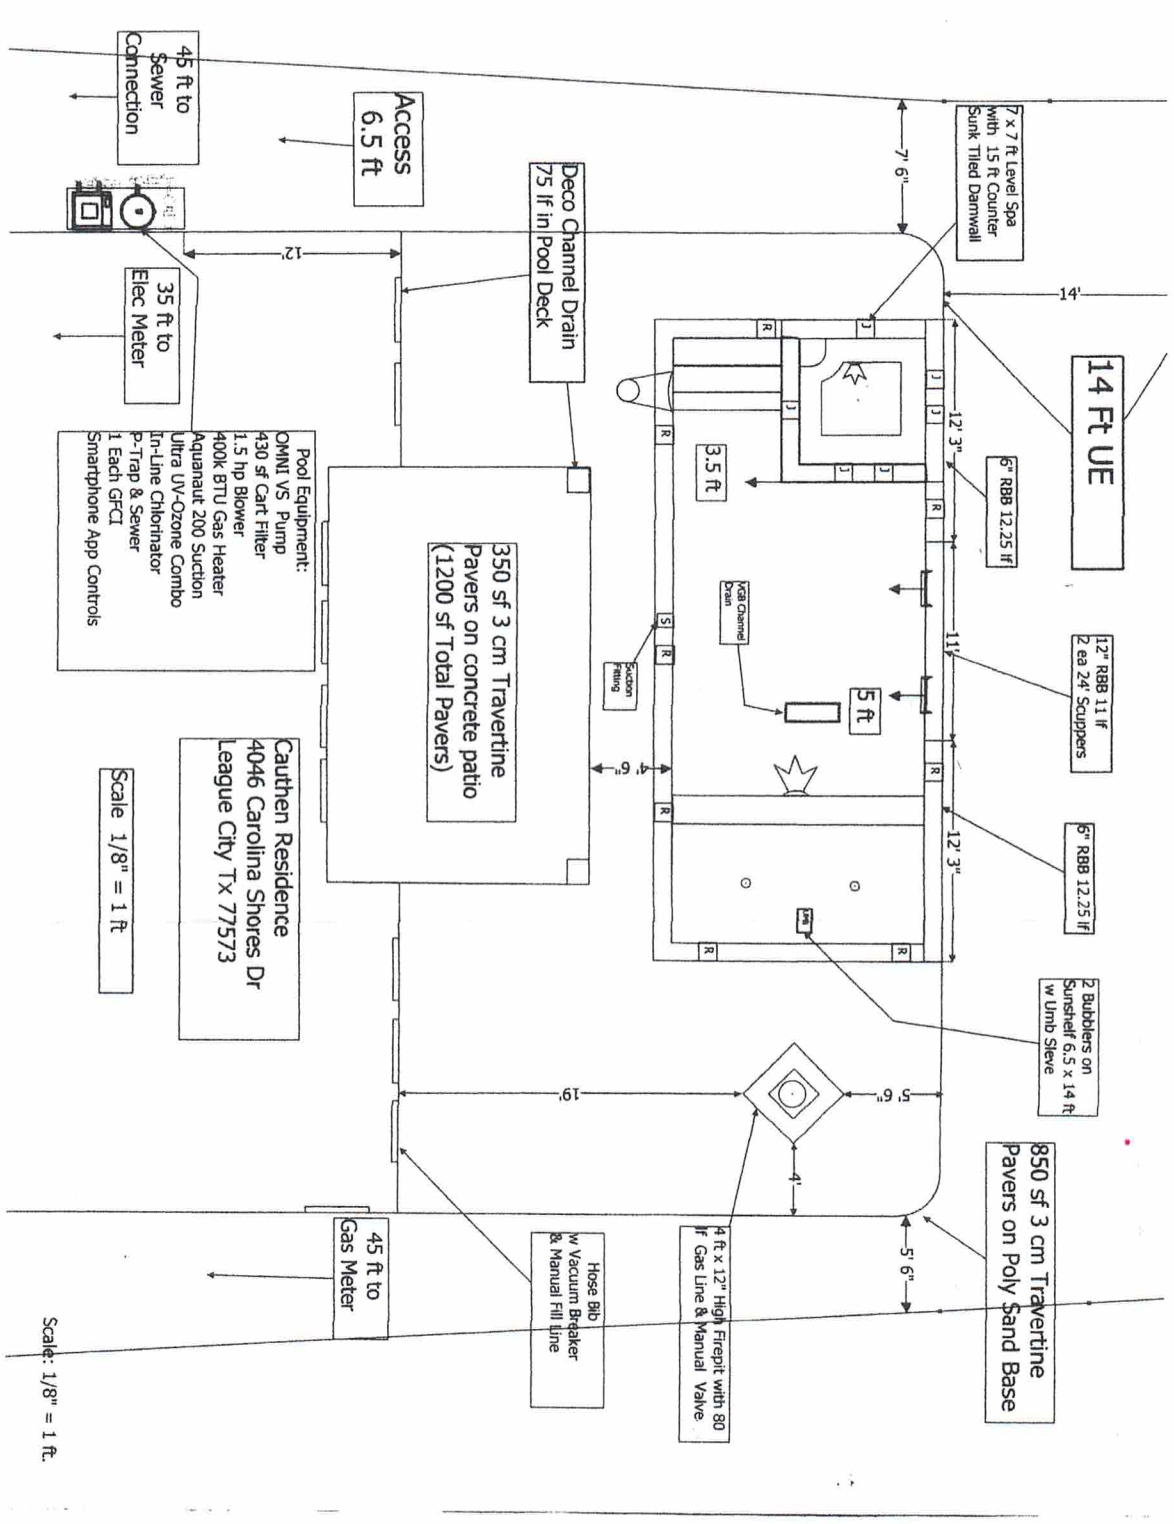 14'
14 Ft UE
6" RBB 12.25 lf
12" RBB 11 lf
2 ea 24' Scuppers
6" RBB 12.25 lf
2 Bubblers on
Sunshelf 6.5 x 14 ft
w Umb Sleve
850 sf 3 cm Travertine
Pavers on Poly Sand Base
7 x 7 ft Level Spa
with 15 ft Counter
Sunk Tiled Damwall
7' 6"
12' 3"
11'
12' 3"
5' 6"
5' 6"
4'
J
J
J
J
J
J
R
R
R
R
R
R
R
R
R
S
3.5 ft
5 ft
VGB Channel
Drain
UMB
Suction
Fitting
4' 6"
4 ft x 12" High Firepit with 80
lf Gas Line & Manual Valve
19'
Deco Channel Drain
75 lf in Pool Deck
Hose Bib
w Vacuum Breaker
& Manual Fill Line
350 sf 3 cm Travertine
Pavers on concrete patio
(1200 sf Total Pavers)
Access
6.5 ft
12'
45 ft to
Gas Meter
Pool Equipment:
OMNI VS Pump
430 sf Cart Filter
1.5 hp Blower
400k BTU Gas Heater
Aquanaut 200 Suction
Ultra UV-Ozone Combo
In-Line Chlorinator
P-Trap & Sewer
1 Each GFCI
Smartphone App Controls
Cauthen Residence
4046 Carolina Shores Dr
League City Tx 77573
45 ft to
Sewer
Connection
35 ft to
Elec Meter
Scale 1/8" = 1 ft
Scale: 1/8" = 1 ft.